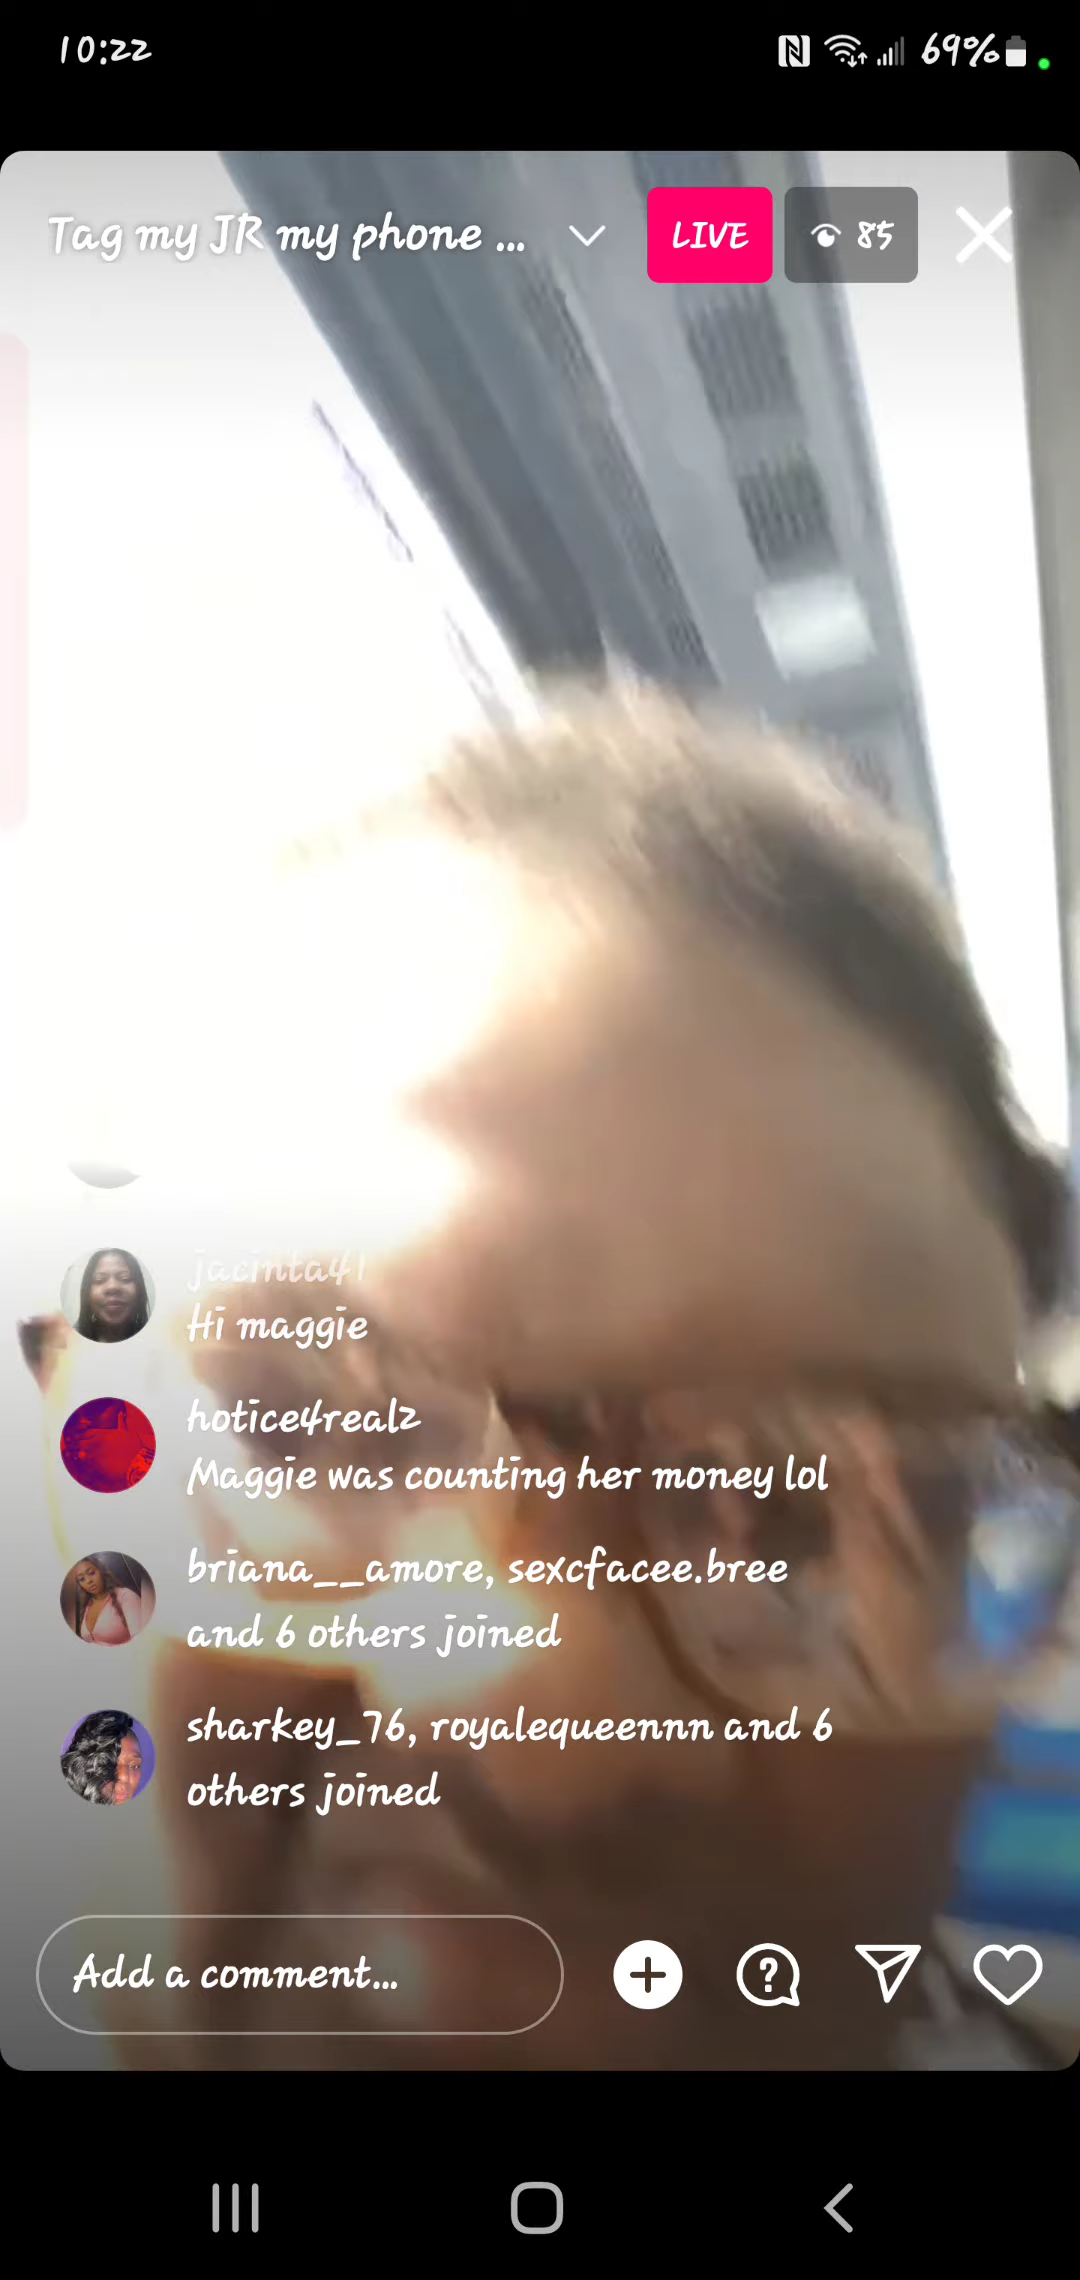 10:22
69%
Tag my JR my phone ...
LIVE
85
jacinta41
Hi maggie
hotice4realz
Maggie was counting her money lol
briana__amore, sexcfacee.bree
and 6 others joined
sharkey_76, royalequeennn and 6
others joined
Add a comment...